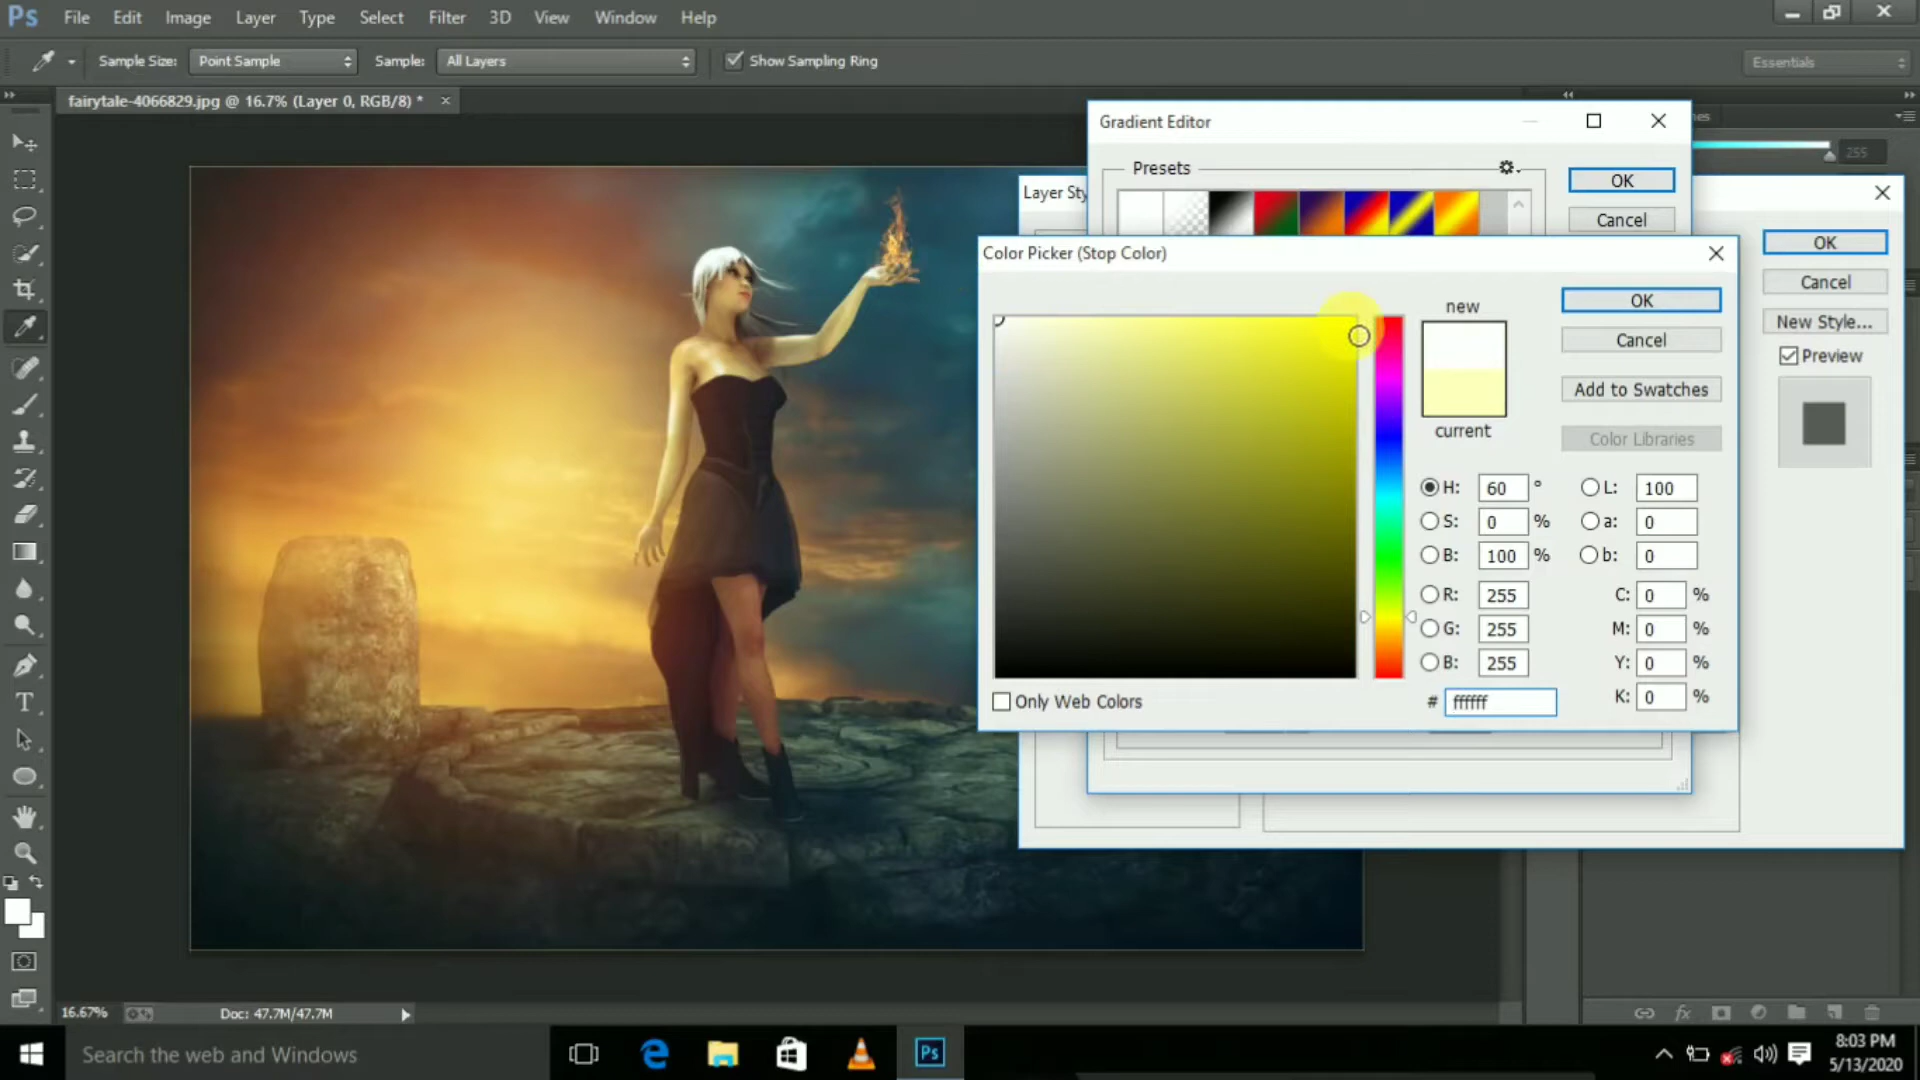 Ps File Edit Image Layer Type Select Filter 3D View Window Help
Sample Size: Point Sample Sample: All Layers Show Sampling Ring Essentials
fairytale-4066829.jpg @ 16.7% (Layer 0, RGB/8) * ×
Gradient Editor
Presets
OK
Cancel
255
Layer Sty
OK
Cancel
New Style...
Preview
Color Picker (Stop Color)
new
current
OK
Cancel
Add to Swatches
Color Libraries
H: 60 ° L: 100
S: 0 % a: 0
B: 100 % b: 0
R: 255 C: 0 %
G: 255 M: 0 %
B: 255 Y: 0 %
# ffffff K: 0 %
Only Web Colors
16.67% Doc: 47.7M/47.7M
Search the web and Windows
Ps
8:03 PM
5/13/2020